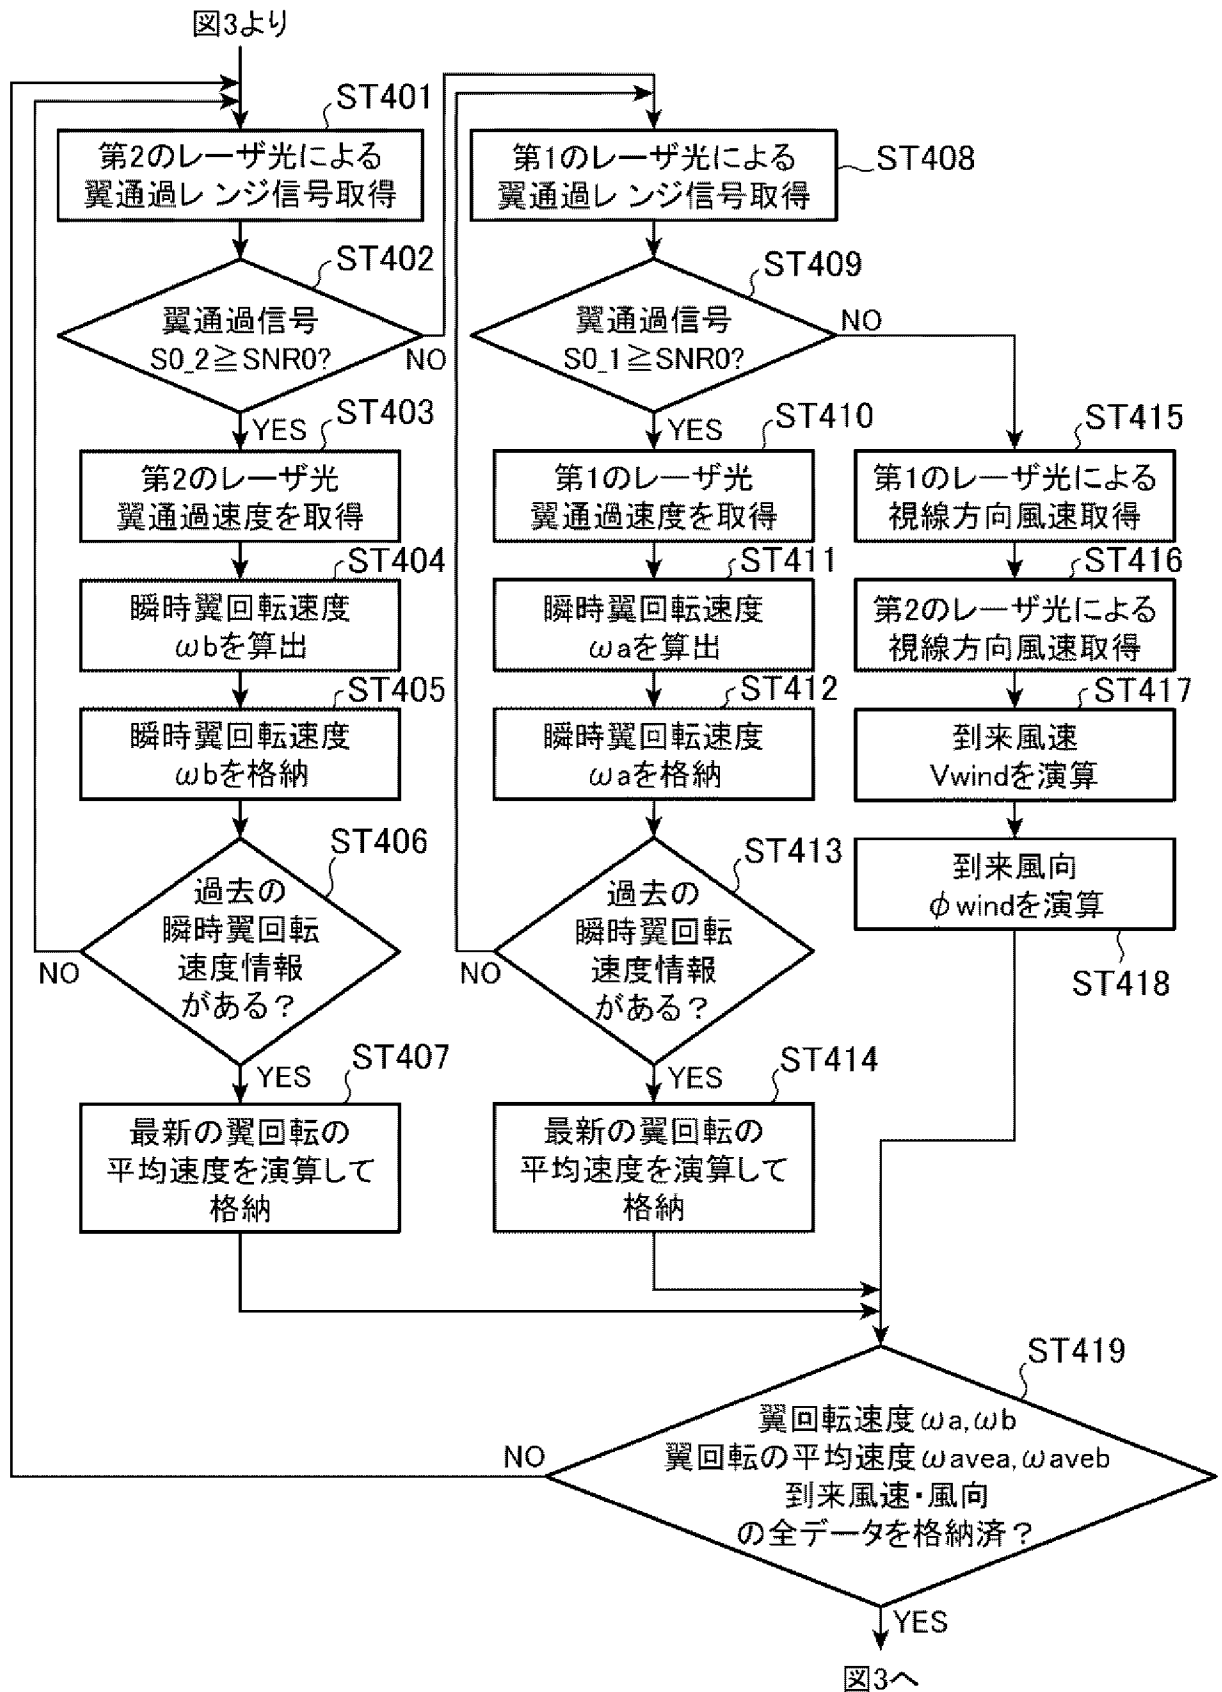 図3より
ST401
第2のレーザ光による
翼通過レンジ信号取得
ST402
翼通過信号
S0_2≧SNR0?
NO
YES
ST403
第2のレーザ光
翼通過速度を取得
ST404
瞬時翼回転速度
ωbを算出
ST405
瞬時翼回転速度
ωbを格納
ST406
過去の
瞬時翼回転
速度情報
がある?
NO
YES
ST407
最新の翼回転の
平均速度を演算して
格納
ST408
第1のレーザ光による
翼通過レンジ信号取得
ST409
翼通過信号
S0_1≧SNR0?
NO
YES
ST410
第1のレーザ光
翼通過速度を取得
ST411
瞬時翼回転速度
ωaを算出
ST412
瞬時翼回転速度
ωaを格納
ST413
過去の
瞬時翼回転
速度情報
がある?
NO
YES
ST414
最新の翼回転の
平均速度を演算して
格納
ST415
第1のレーザ光による
視線方向風速取得
ST416
第2のレーザ光による
視線方向風速取得
ST417
到来風速
Vwindを演算
到来風向
φwindを演算
ST418
ST419
翼回転速度ωa,ωb
翼回転の平均速度ωavea,ωaveb
到来風速・風向
の全データを格納済?
NO
YES
図3へ